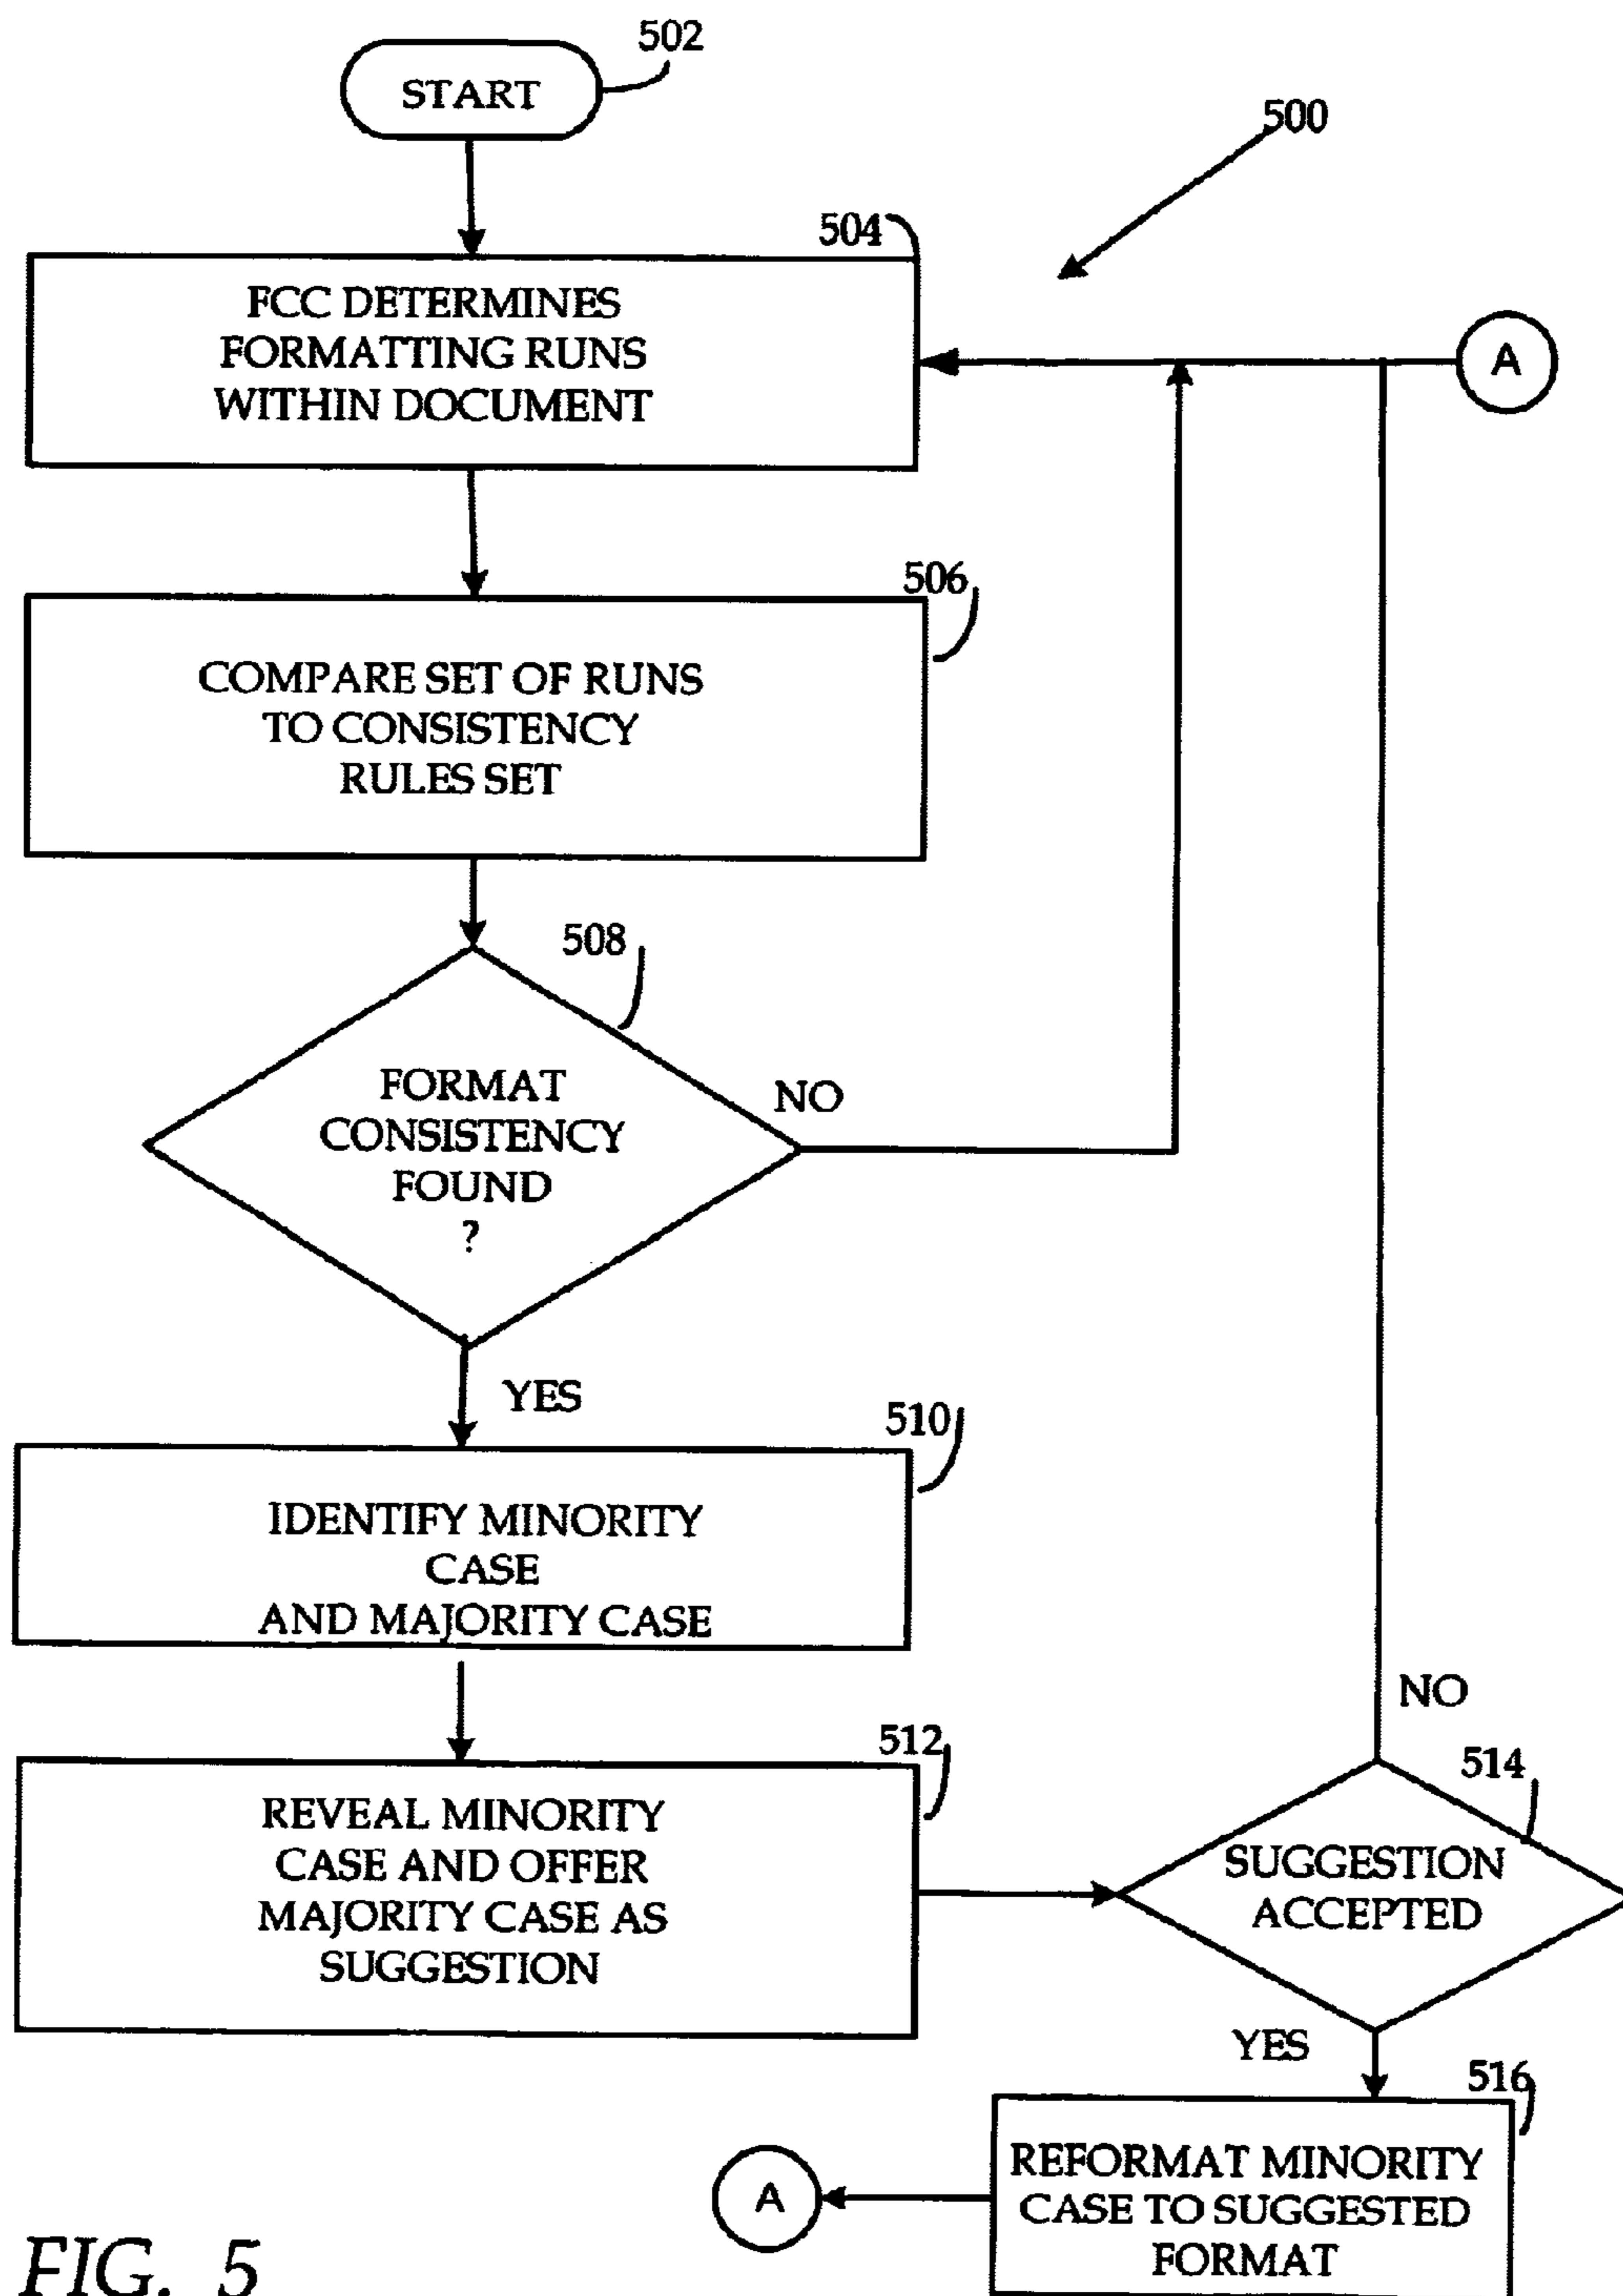 502
START
500
504
FCC DETERMINES
FORMATTING RUNS
WITHIN DOCUMENT
A
506
COMPARE SET OF RUNS
TO CONSISTENCY
RULES SET
508
FORMAT
CONSISTENCY
FOUND
?
NO
YES
510
IDENTIFY MINORITY
CASE
AND MAJORITY CASE
512
REVEAL MINORITY
CASE AND OFFER
MAJORITY CASE AS
SUGGESTION
NO
514
SUGGESTION
ACCEPTED
YES
516
REFORMAT MINORITY
CASE TO SUGGESTED
FORMAT
A
FIG. 5